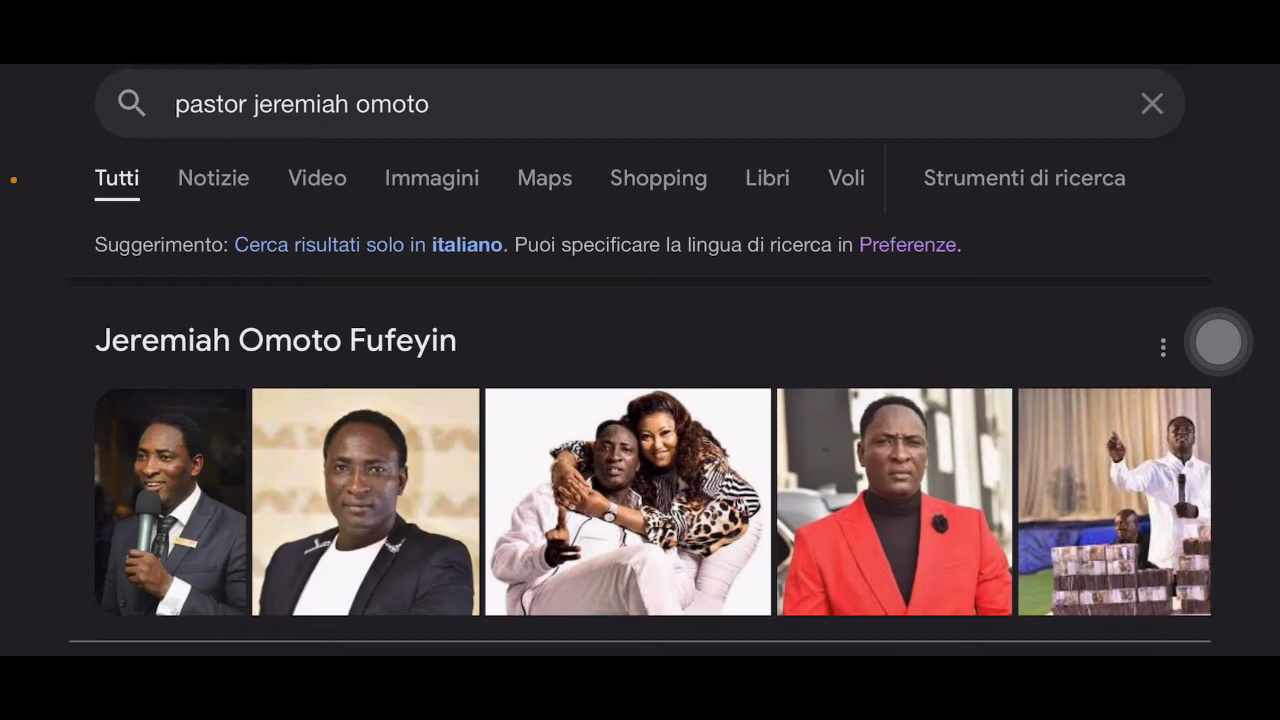 pastor jeremiah omoto
Tutti Notizie Video Immagini Maps Shopping Libri Voli Strumenti di ricerca
Suggerimento: Cerca risultati solo in italiano. Puoi specificare la lingua di ricerca in Preferenze.
Jeremiah Omoto Fufeyin